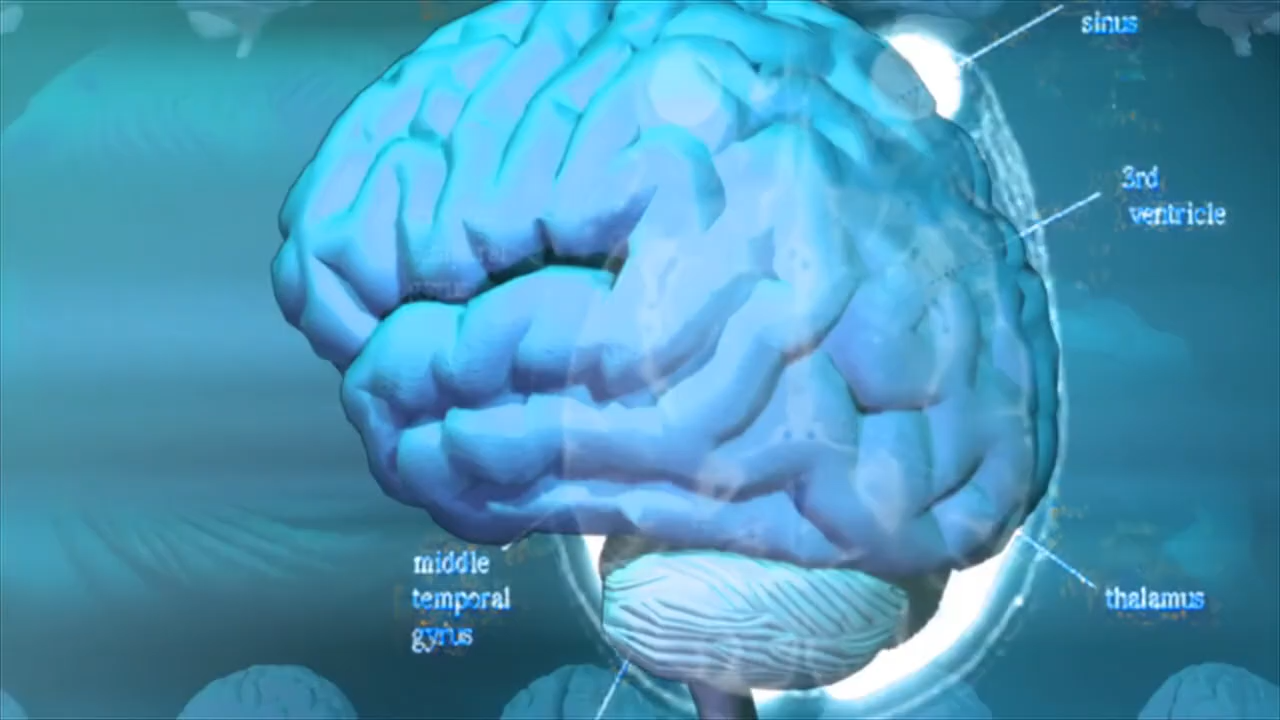 sinus
3rd
ventricle
middle
temporal
gyrus
thalamus